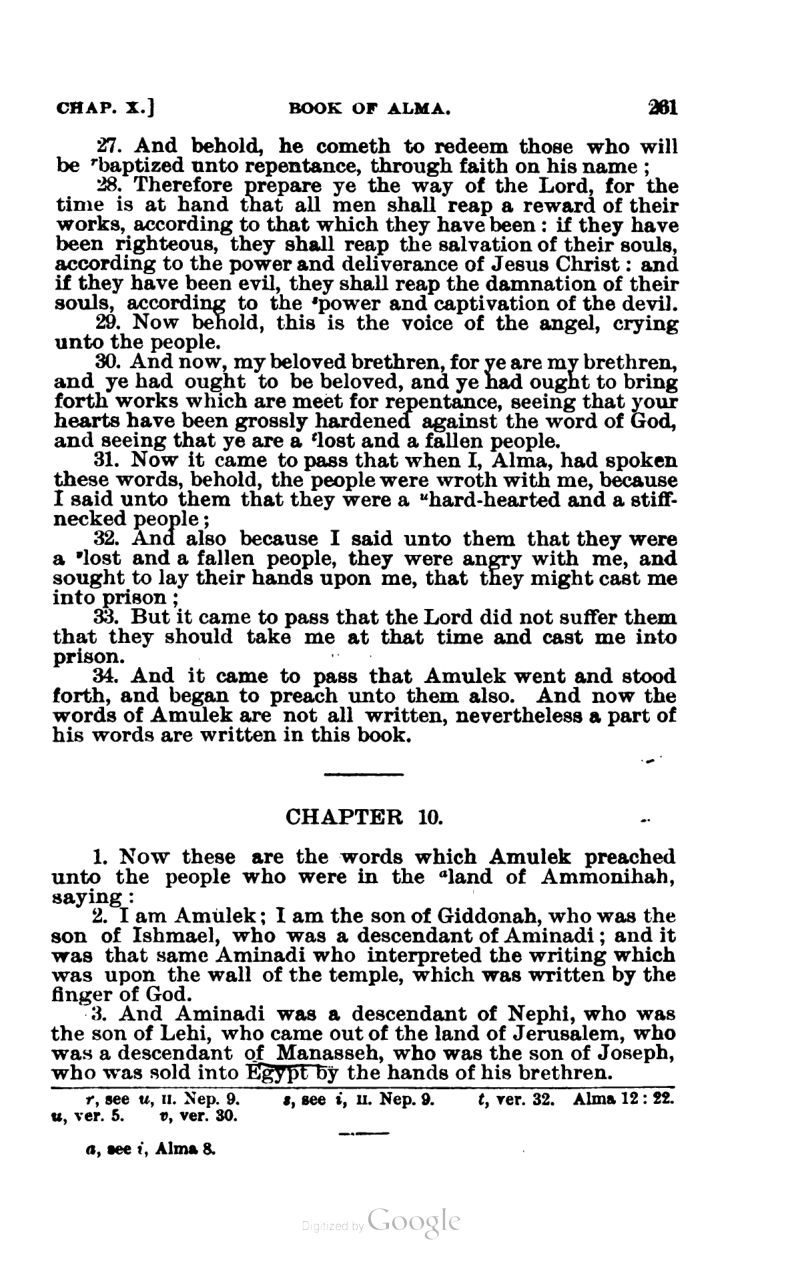 CHAP. X.] BOOK OF ALMA. 261
27. And behold, he cometh to redeem those who will
be ʳbaptized unto repentance, through faith on his name ;
28. Therefore prepare ye the way of the Lord, for the
time is at hand that all men shall reap a reward of their
works, according to that which they have been : if they have
been righteous, they shall reap the salvation of their souls,
according to the power and deliverance of Jesus Christ : and
if they have been evil, they shall reap the damnation of their
souls, according to the ˢpower and captivation of the devil.
29. Now behold, this is the voice of the angel, crying
unto the people.
30. And now, my beloved brethren, for ye are my brethren,
and ye had ought to be beloved, and ye had ought to bring
forth works which are meet for repentance, seeing that your
hearts have been grossly hardened against the word of God,
and seeing that ye are a ᵗlost and a fallen people.
31. Now it came to pass that when I, Alma, had spoken
these words, behold, the people were wroth with me, because
I said unto them that they were a ᵘhard-hearted and a stiff-
necked people ;
32. And also because I said unto them that they were
a ᵛlost and a fallen people, they were angry with me, and
sought to lay their hands upon me, that they might cast me
into prison ;
33. But it came to pass that the Lord did not suffer them
that they should take me at that time and cast me into
prison.
34. And it came to pass that Amulek went and stood
forth, and began to preach unto them also. And now the
words of Amulek are not all written, nevertheless a part of
his words are written in this book.
CHAPTER 10.
1. Now these are the words which Amulek preached
unto the people who were in the ᵃland of Ammonihah,
saying :
2. I am Amulek ; I am the son of Giddonah, who was the
son of Ishmael, who was a descendant of Aminadi ; and it
was that same Aminadi who interpreted the writing which
was upon the wall of the temple, which was written by the
finger of God.
3. And Aminadi was a descendant of Nephi, who was
the son of Lehi, who came out of the land of Jerusalem, who
was a descendant of Manasseh, who was the son of Joseph,
who was sold into Egypt by the hands of his brethren.
r, see u, II. Nep. 9. s, see i, II. Nep. 9. t, ver. 32. Alma 12 : 22.
u, ver. 5. v, ver. 30.
a, see i, Alma 8.
Digitized by Google